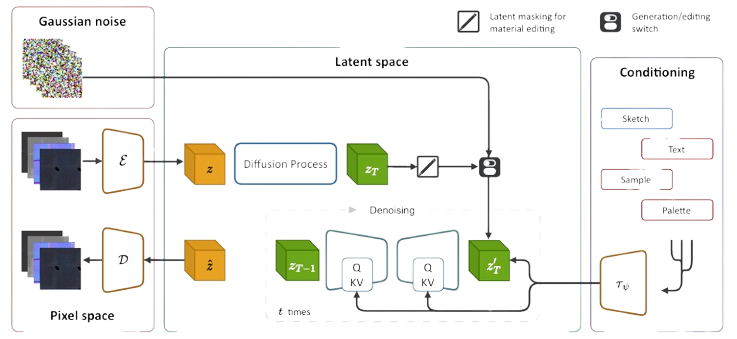 Gaussian noise
Latent masking for
material editing
Generation/editing
switch
Latent space
Conditioning
Sketch
Text
Sample
Palette
ℰ
z
Diffusion Process
z_T
Denoising
𝒟
ẑ
z_{T−1}
Q
KV
Q
KV
z′_T
τ_ψ
t times
Pixel space